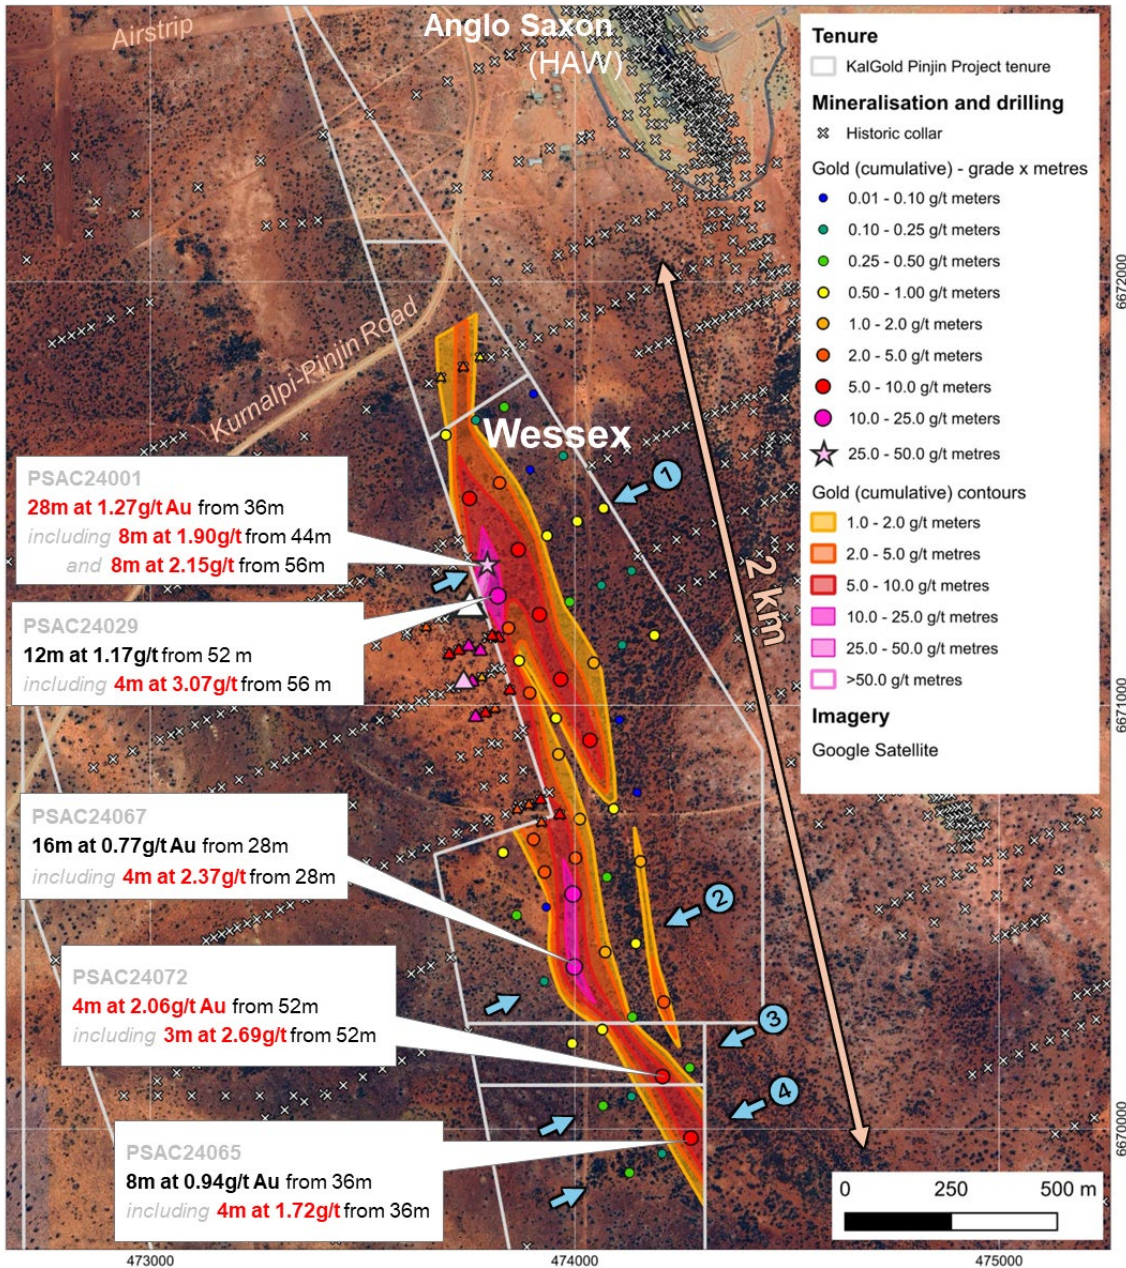 Anglo Saxon
(HAW)
Airstrip
Kurnalpi-Pinjin Road
Wessex
1
2 km
2
3
4
PSAC24001
28m at 1.27g/t Au from 36m
including 8m at 1.90g/t from 44m
and 8m at 2.15g/t from 56m
PSAC24029
12m at 1.17g/t from 52 m
including 4m at 3.07g/t from 56 m
PSAC24067
16m at 0.77g/t Au from 28m
including 4m at 2.37g/t from 28m
PSAC24072
4m at 2.06g/t Au from 52m
including 3m at 2.69g/t from 52m
PSAC24065
8m at 0.94g/t Au from 36m
including 4m at 1.72g/t from 36m
Tenure
KalGold Pinjin Project tenure
Mineralisation and drilling
Historic collar
Gold (cumulative) - grade x metres
0.01 - 0.10 g/t meters
0.10 - 0.25 g/t meters
0.25 - 0.50 g/t meters
0.50 - 1.00 g/t meters
1.0 - 2.0 g/t meters
2.0 - 5.0 g/t meters
5.0 - 10.0 g/t meters
10.0 - 25.0 g/t meters
25.0 - 50.0 g/t metres
Gold (cumulative) contours
1.0 - 2.0 g/t meters
2.0 - 5.0 g/t metres
5.0 - 10.0 g/t metres
10.0 - 25.0 g/t metres
25.0 - 50.0 g/t metres
>50.0 g/t metres
Imagery
Google Satellite
6672000
6671000
6670000
0 250 500 m
473000 474000 475000